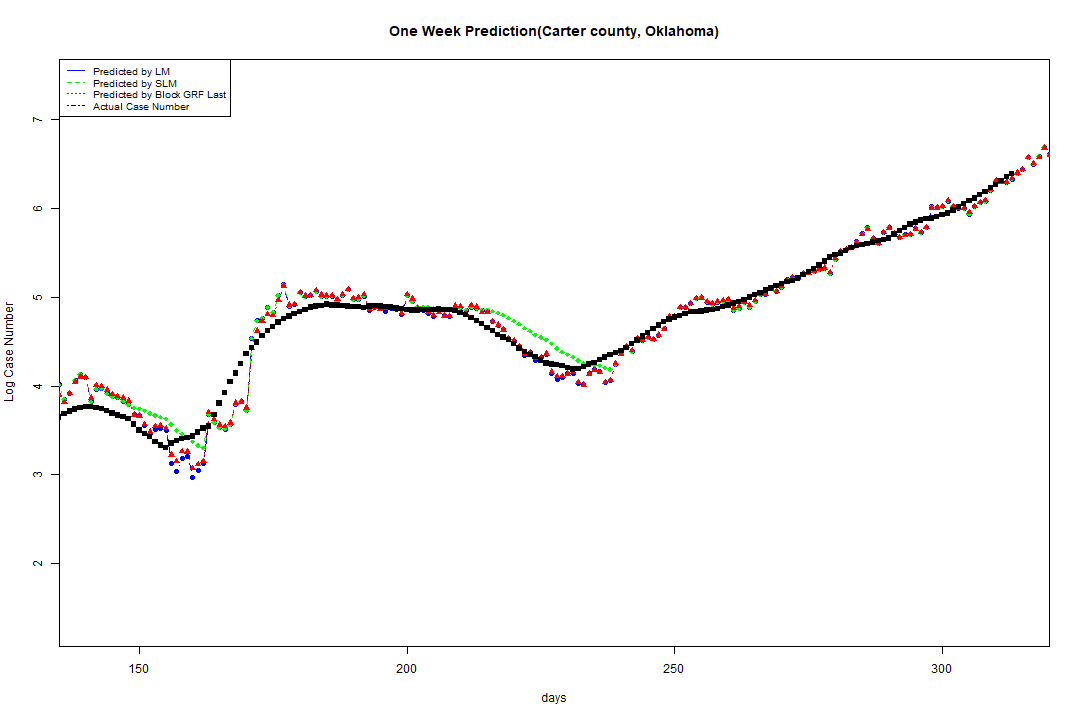 One Week Prediction(Carter county, Oklahoma)
Predicted by LM
Predicted by SLM
Predicted by Block GRF Last
Actual Case Number
7
6
5
4
3
2
Log Case Number
150 200 250 300
days